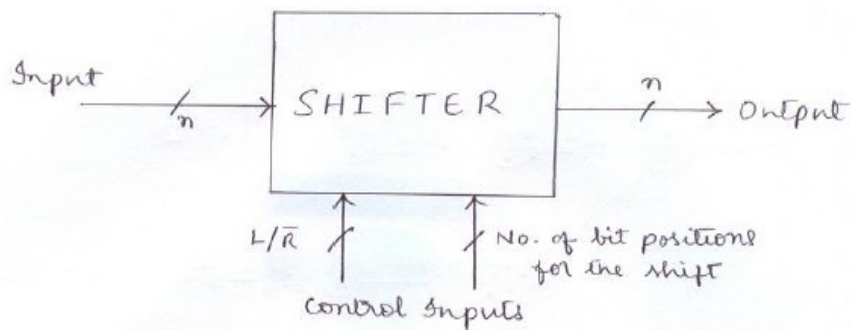 Input
n
SHIFTER
n
Output
L/R̅
No. of bit positions
for the shift
Control Inputs